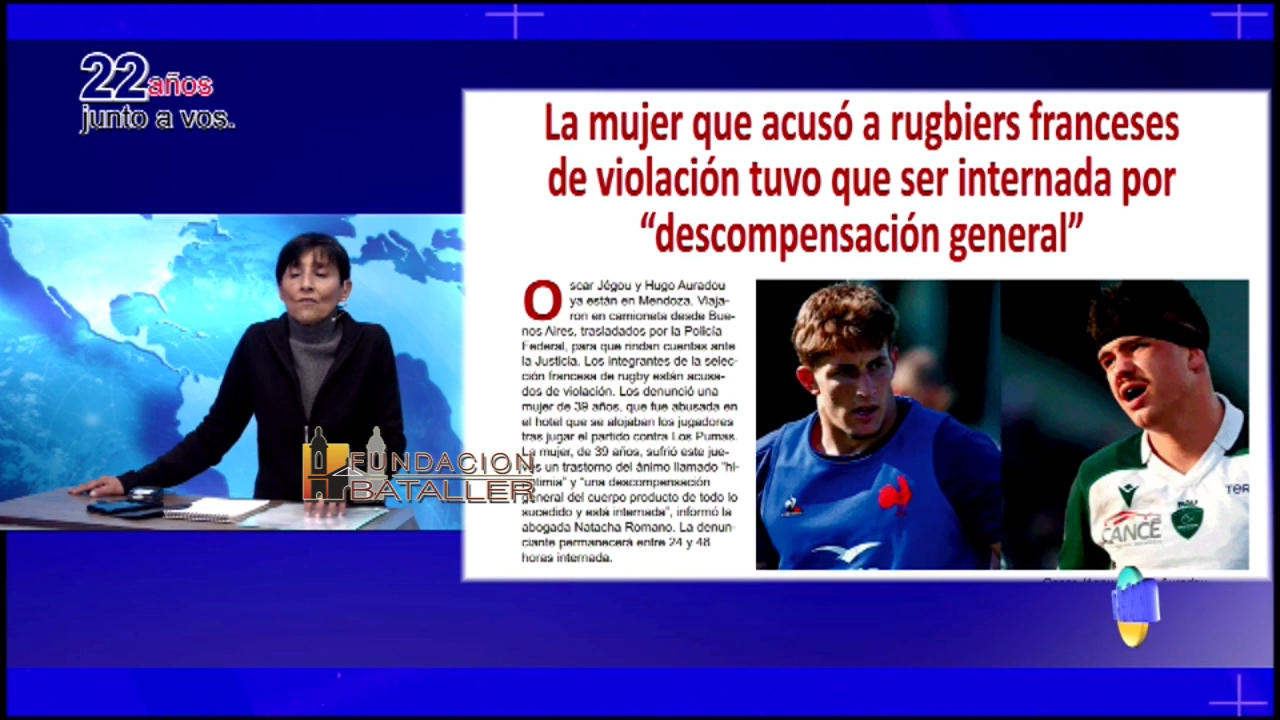 22 años
junto a vos.
La mujer que acusó a rugbiers franceses
de violación tuvo que ser internada por
“descompensación general”
Oscar Jégou y Hugo Auradou
ya están en Mendoza. Viaja-
ron en camioneta desde Bue-
nos Aires, trasladados por la Policía
Federal, para que rindan cuentas ante
la Justicia. Los integrantes de la selec-
ción francesa de rugby están acusa-
dos de violación. Los denunció una
mujer de 39 años, que fue abusada en
el hotel que se alojaban los jugadores
tras jugar el partido contra Los Pumas.
La mujer, de 39 años, sufrió este jue-
es un trastorno del ánimo llamado "hi-
otimia" y "una descompensación
general del cuerpo producto de todo lo
sucedido y está internada", informó la
abogada Natacha Romano. La denun-
ciante permanecerá entre 24 y 48
horas internada.
FUNDACION
BATALLER
CANCE